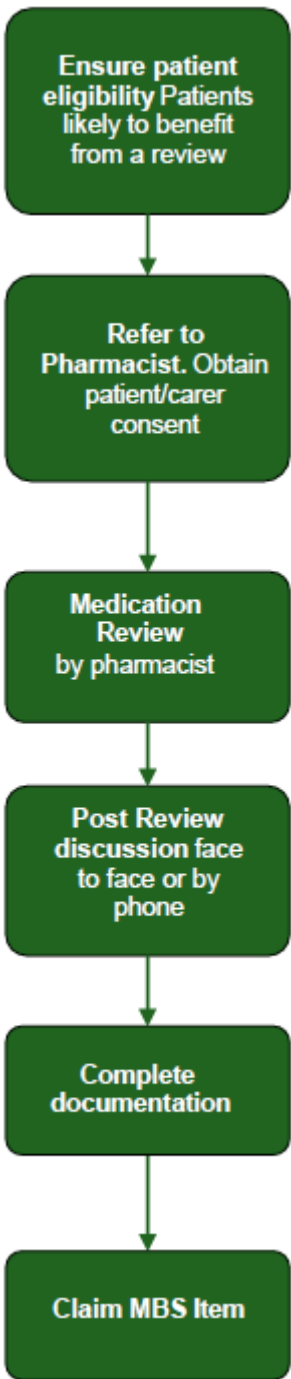 Ensure patient
eligibility Patients
likely to benefit
from a review
Refer to
Pharmacist. Obtain
patient/carer
consent
Medication
Review
by pharmacist
Post Review
discussion face
to face or by
phone
Complete
documentation
Claim MBS Item